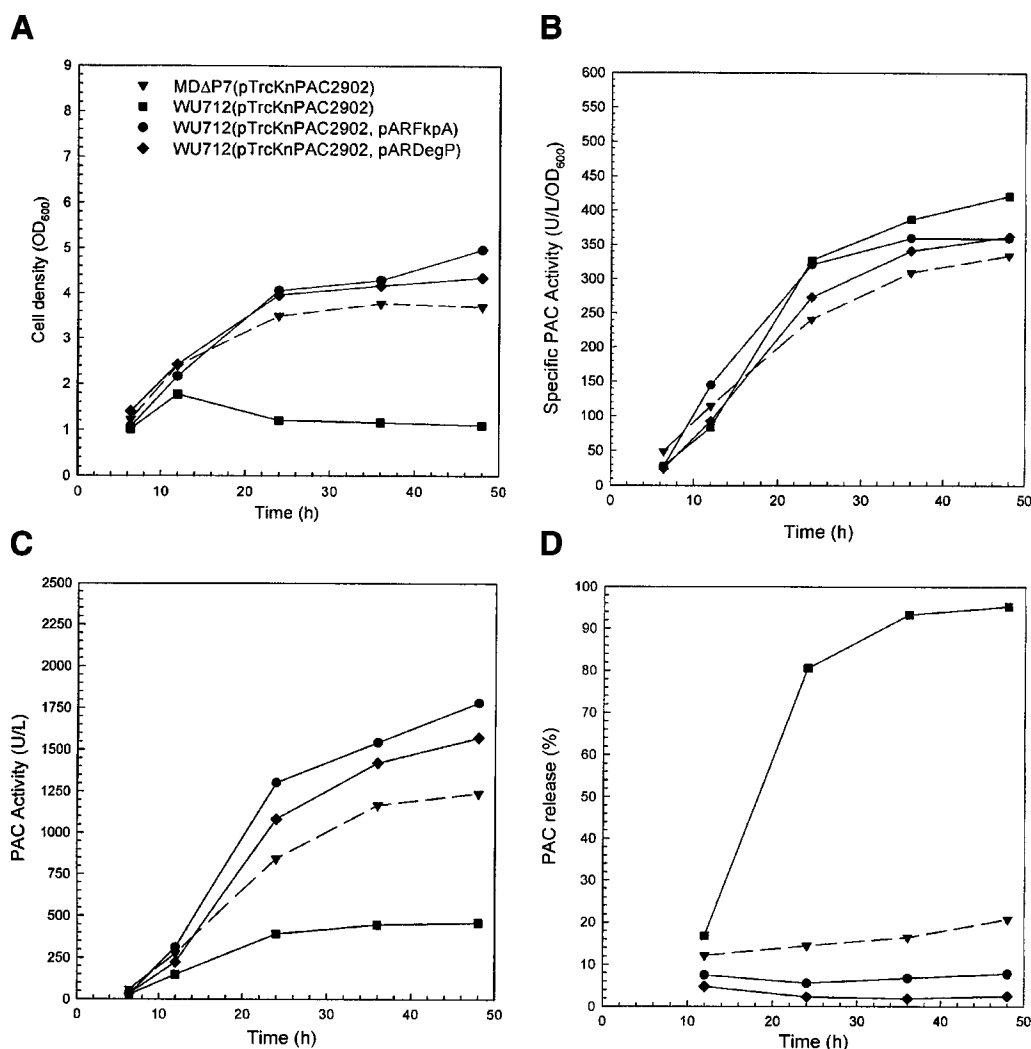 A
9
8
7
6
5
4
3
2
1
0
Cell density (OD600)
▼ MDΔP7(pTrcKnPAC2902)
■ WU712(pTrcKnPAC2902)
● WU712(pTrcKnPAC2902, pARFkpA)
◆ WU712(pTrcKnPAC2902, pARDegP)
0 10 20 30 40 50
Time (h)
B
600
550
500
450
400
350
300
250
200
150
100
50
0
Specific PAC Activity (U/L/OD600)
0 10 20 30 40 50
Time (h)
C
2500
2250
2000
1750
1500
1250
1000
750
500
250
0
PAC Activity (U/L)
0 10 20 30 40 50
Time (h)
D
100
90
80
70
60
50
40
30
20
10
0
PAC release (%)
0 10 20 30 40 50
Time (h)